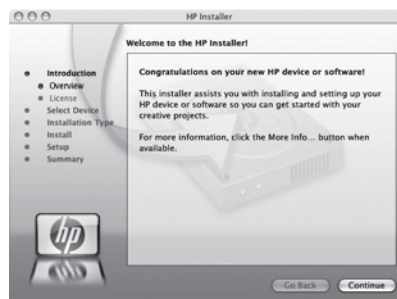 HP Installer
Welcome to the HP Installer!
Introduction
Overview
License
Select Device
Installation Type
Install
Setup
Summary
Congratulations on your new HP device or software!
This installer assists you with installing and setting up your
HP device or software so you can get started with your
creative projects.
For more information, click the More Info... button when
available.
hp
Go Back
Continue